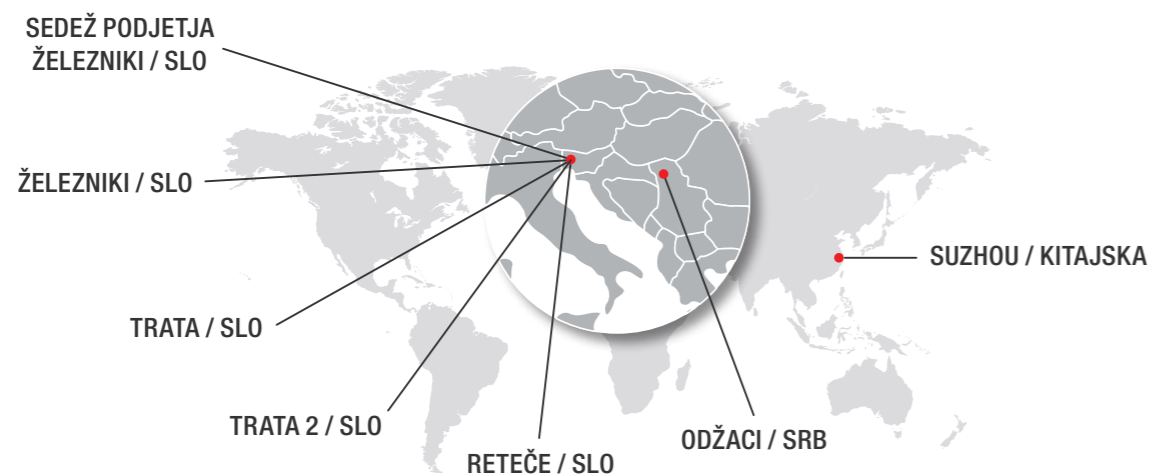 SEDEŽ PODJETJA
ŽELEZNIKI / SLO
ŽELEZNIKI / SLO
TRATA / SLO
TRATA 2 / SLO
RETEČE / SLO
ODŽACI / SRB
SUZHOU / KITAJSKA